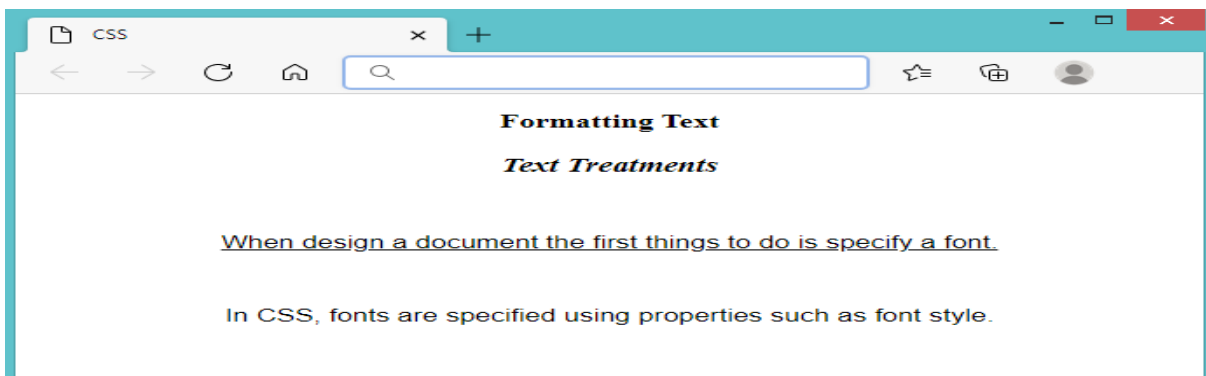 CSS
Formatting Text
Text Treatments
When design a document the first things to do is specify a font.
In CSS, fonts are specified using properties such as font style.